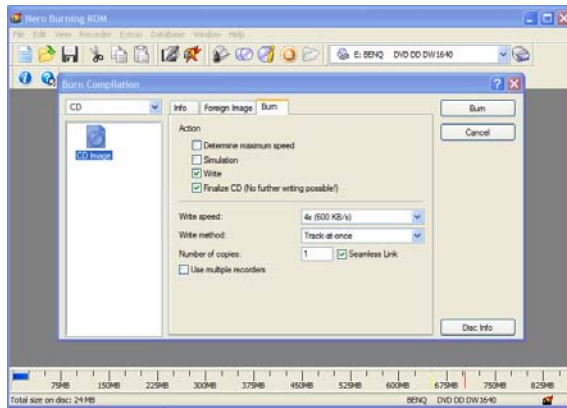 Nero Burning ROM
File Edit View Recorder Extras Database Window Help
E: BENQ DVD DD DW1640
Burn Compilation
CD
Info Foreign Image Burn
Burn
Action
Cancel
Determine maximum speed
CD Image
Simulation
Write
Finalize CD (No further writing possible!)
Write speed: 4x (600 KB/s)
Write method: Track-at-once
Number of copies: 1 Seamless Link
Use multiple recorders
Disc Info
75MB 150MB 225MB 300MB 375MB 450MB 525MB 600MB 675MB 750MB 825MB
Total size on disc: 24 MB BENQ DVD DD DW1640